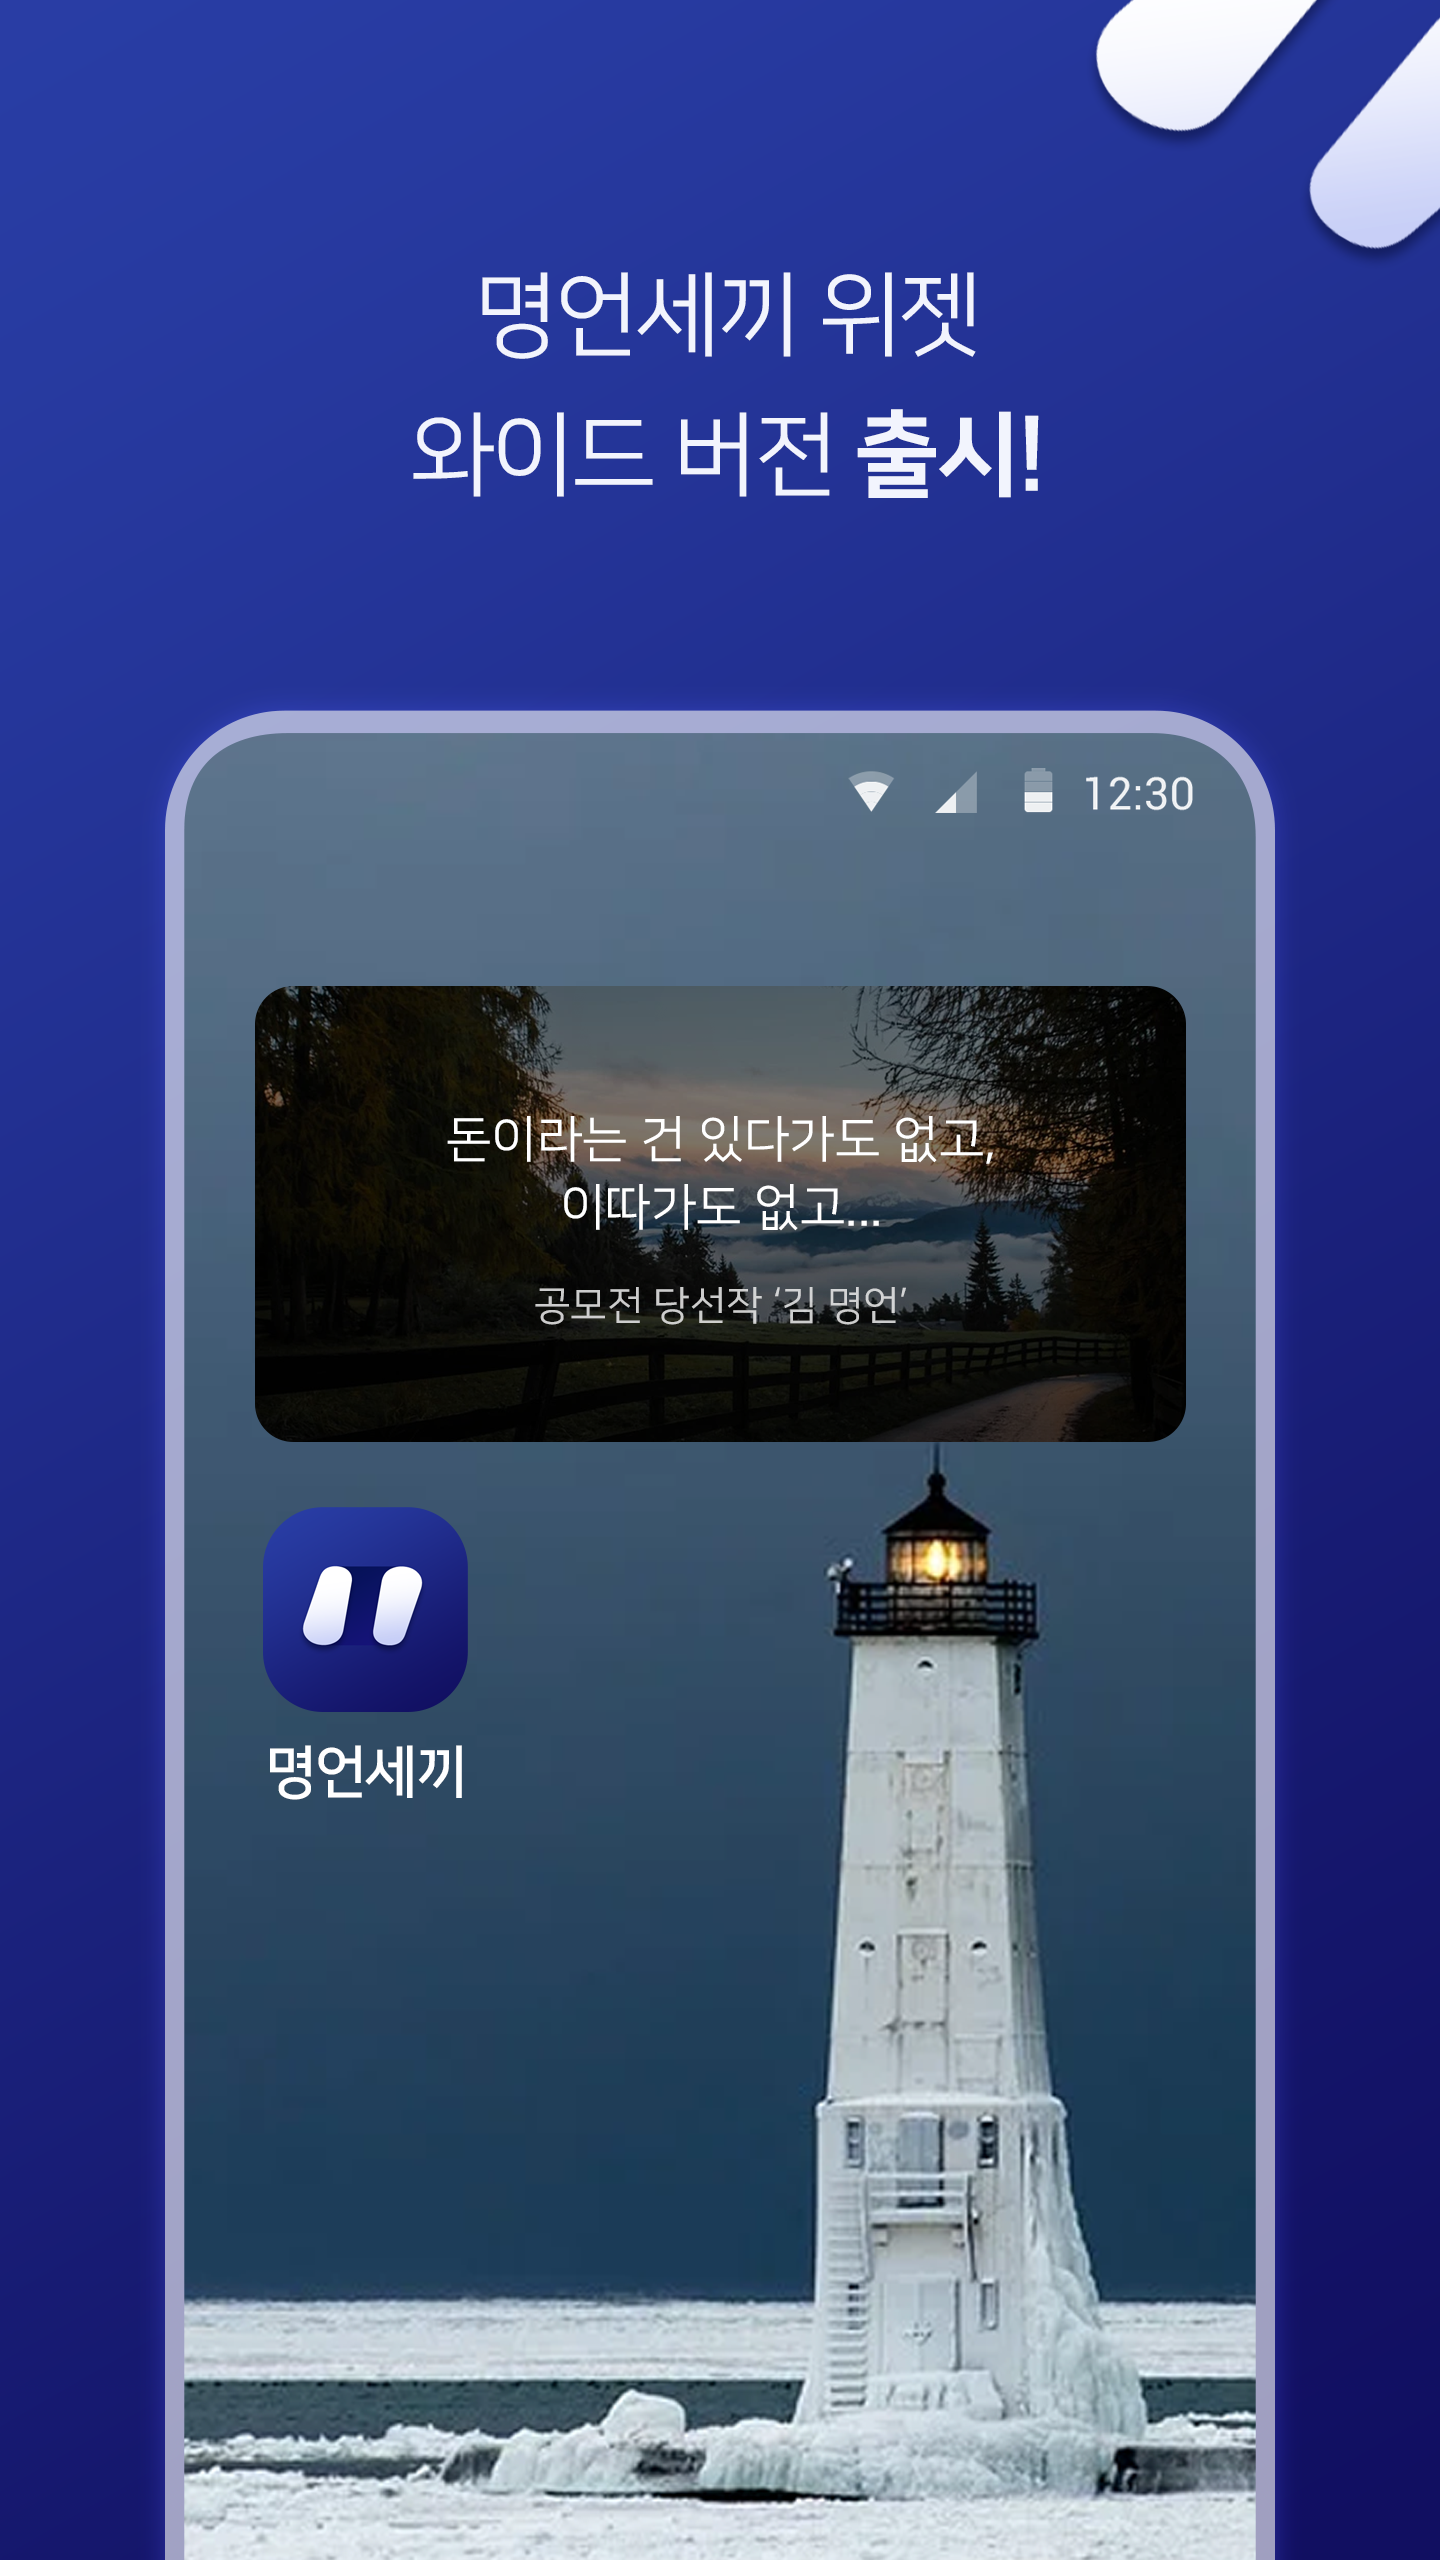 명언세끼 위젯
와이드 버전 출시!
12:30
돈이라는 건 있다가도 없고,
이따가도 없고...
공모전 당선작 ‘김 명언’
명언세끼